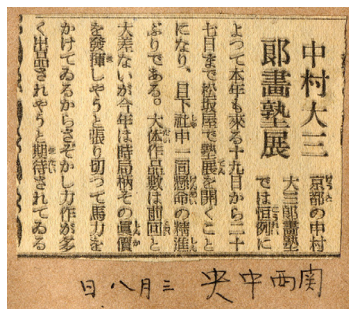 中村大三
郎畫塾展
京都の中村
大三郎畫塾
では恒例に
よつて本年も來る十九日から二十
七日まで松坂屋で塾展を開くこと
になり、目下社中一同懸命の精進
ぶりである。大体作品數は前回と
大差ないが今年は時局柄その眞價
を發揮しやうと張り切つて馬力を
かけてゐるからさぞかし力作が多
く出品されやうと期待されてゐる
関西中央 三月八日